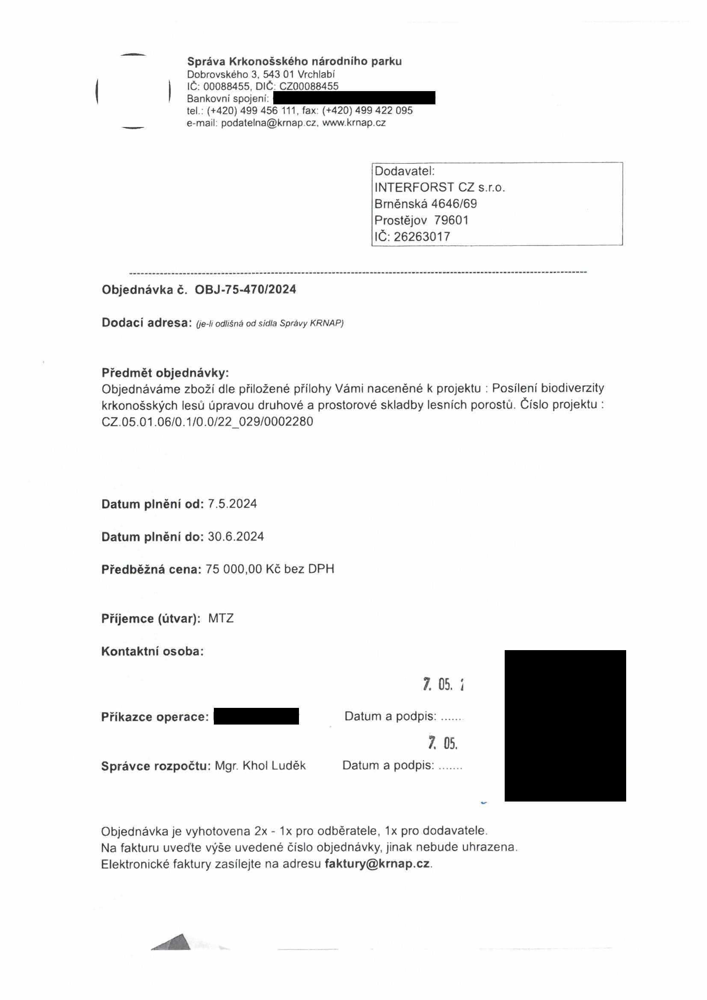 Správa Krkonošského národního parku
Dobrovského 3, 543 01 Vrchlabí
IČ: 00088455, DIČ: CZ00088455
Bankovní spojení:
tel.: (+420) 499 456 111, fax: (+420) 499 422 095
e-mail: podatelna@krnap.cz, www.krnap.cz
Dodavatel:
INTERFORST CZ s.r.o.
Brněnská 4646/69
Prostějov 79601
IČ: 26263017
Objednávka č. OBJ-75-470/2024
Dodací adresa: (je-li odlišná od sídla Správy KRNAP)
Předmět objednávky:
Objednáváme zboží dle přiložené přílohy Vámi naceněné k projektu : Posílení biodiverzity
krkonošských lesů úpravou druhové a prostorové skladby lesních porostů. Číslo projektu :
CZ.05.01.06/0.1/0.0/22_029/0002280
Datum plnění od: 7.5.2024
Datum plnění do: 30.6.2024
Předběžná cena: 75 000,00 Kč bez DPH
Příjemce (útvar): MTZ
Kontaktní osoba:
7. 05.
Příkazce operace: Datum a podpis: ......
7. 05.
Správce rozpočtu: Mgr. Khol Luděk Datum a podpis: .......
Objednávka je vyhotovena 2x - 1x pro odběratele, 1x pro dodavatele.
Na fakturu uveďte výše uvedené číslo objednávky, jinak nebude uhrazena.
Elektronické faktury zasílejte na adresu faktury@krnap.cz.